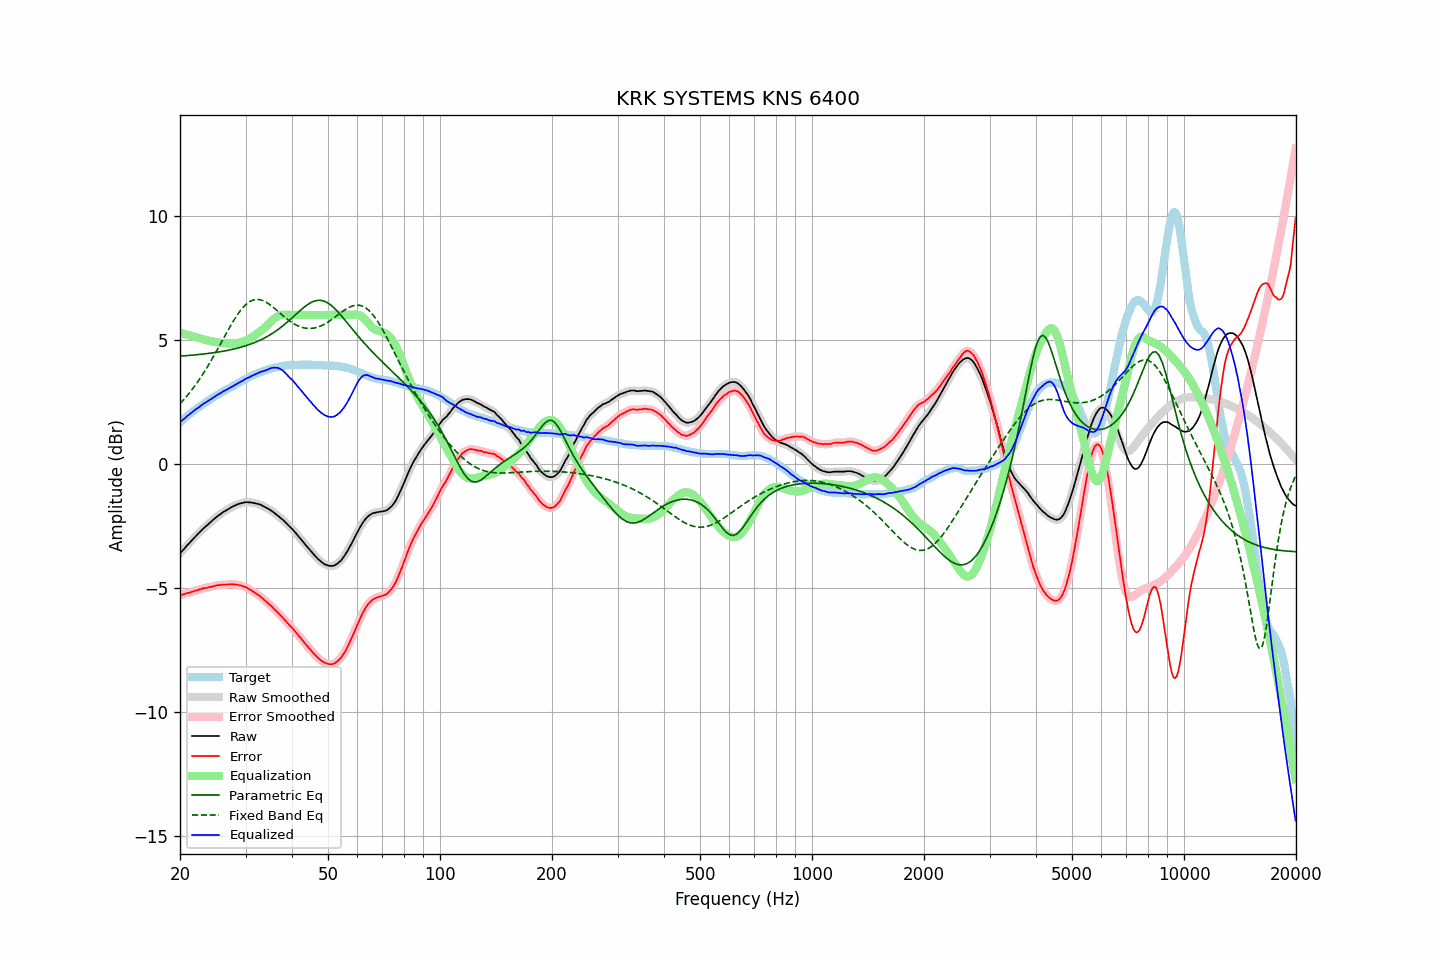 KRK SYSTEMS KNS 6400
Amplitude (dBr)
10
5
0
−5
−10
−15
Target
Raw Smoothed
Error Smoothed
Raw
Error
Equalization
Parametric Eq
Fixed Band Eq
Equalized
20 50 100 200 500 1000 2000 5000 10000 20000
Frequency (Hz)